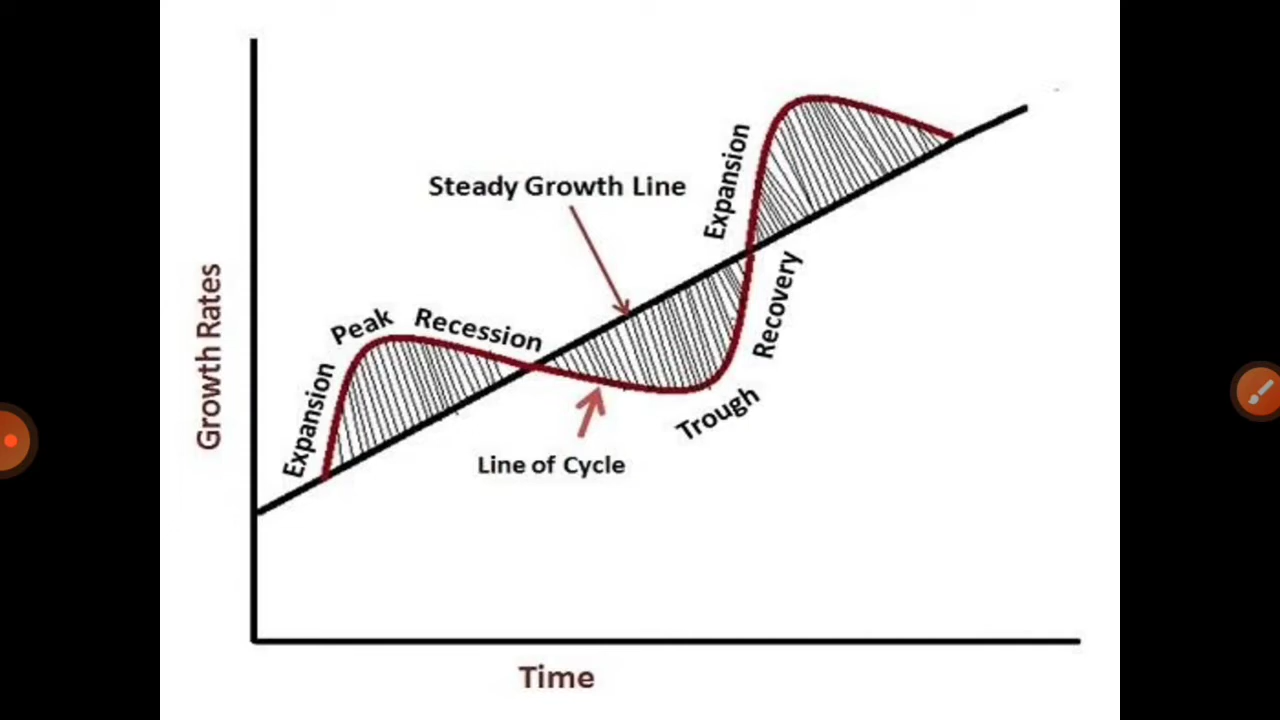 Expansion
Steady Growth Line
Peak
Recession
Expansion
Recovery
Trough
Line of Cycle
Growth Rates
Time